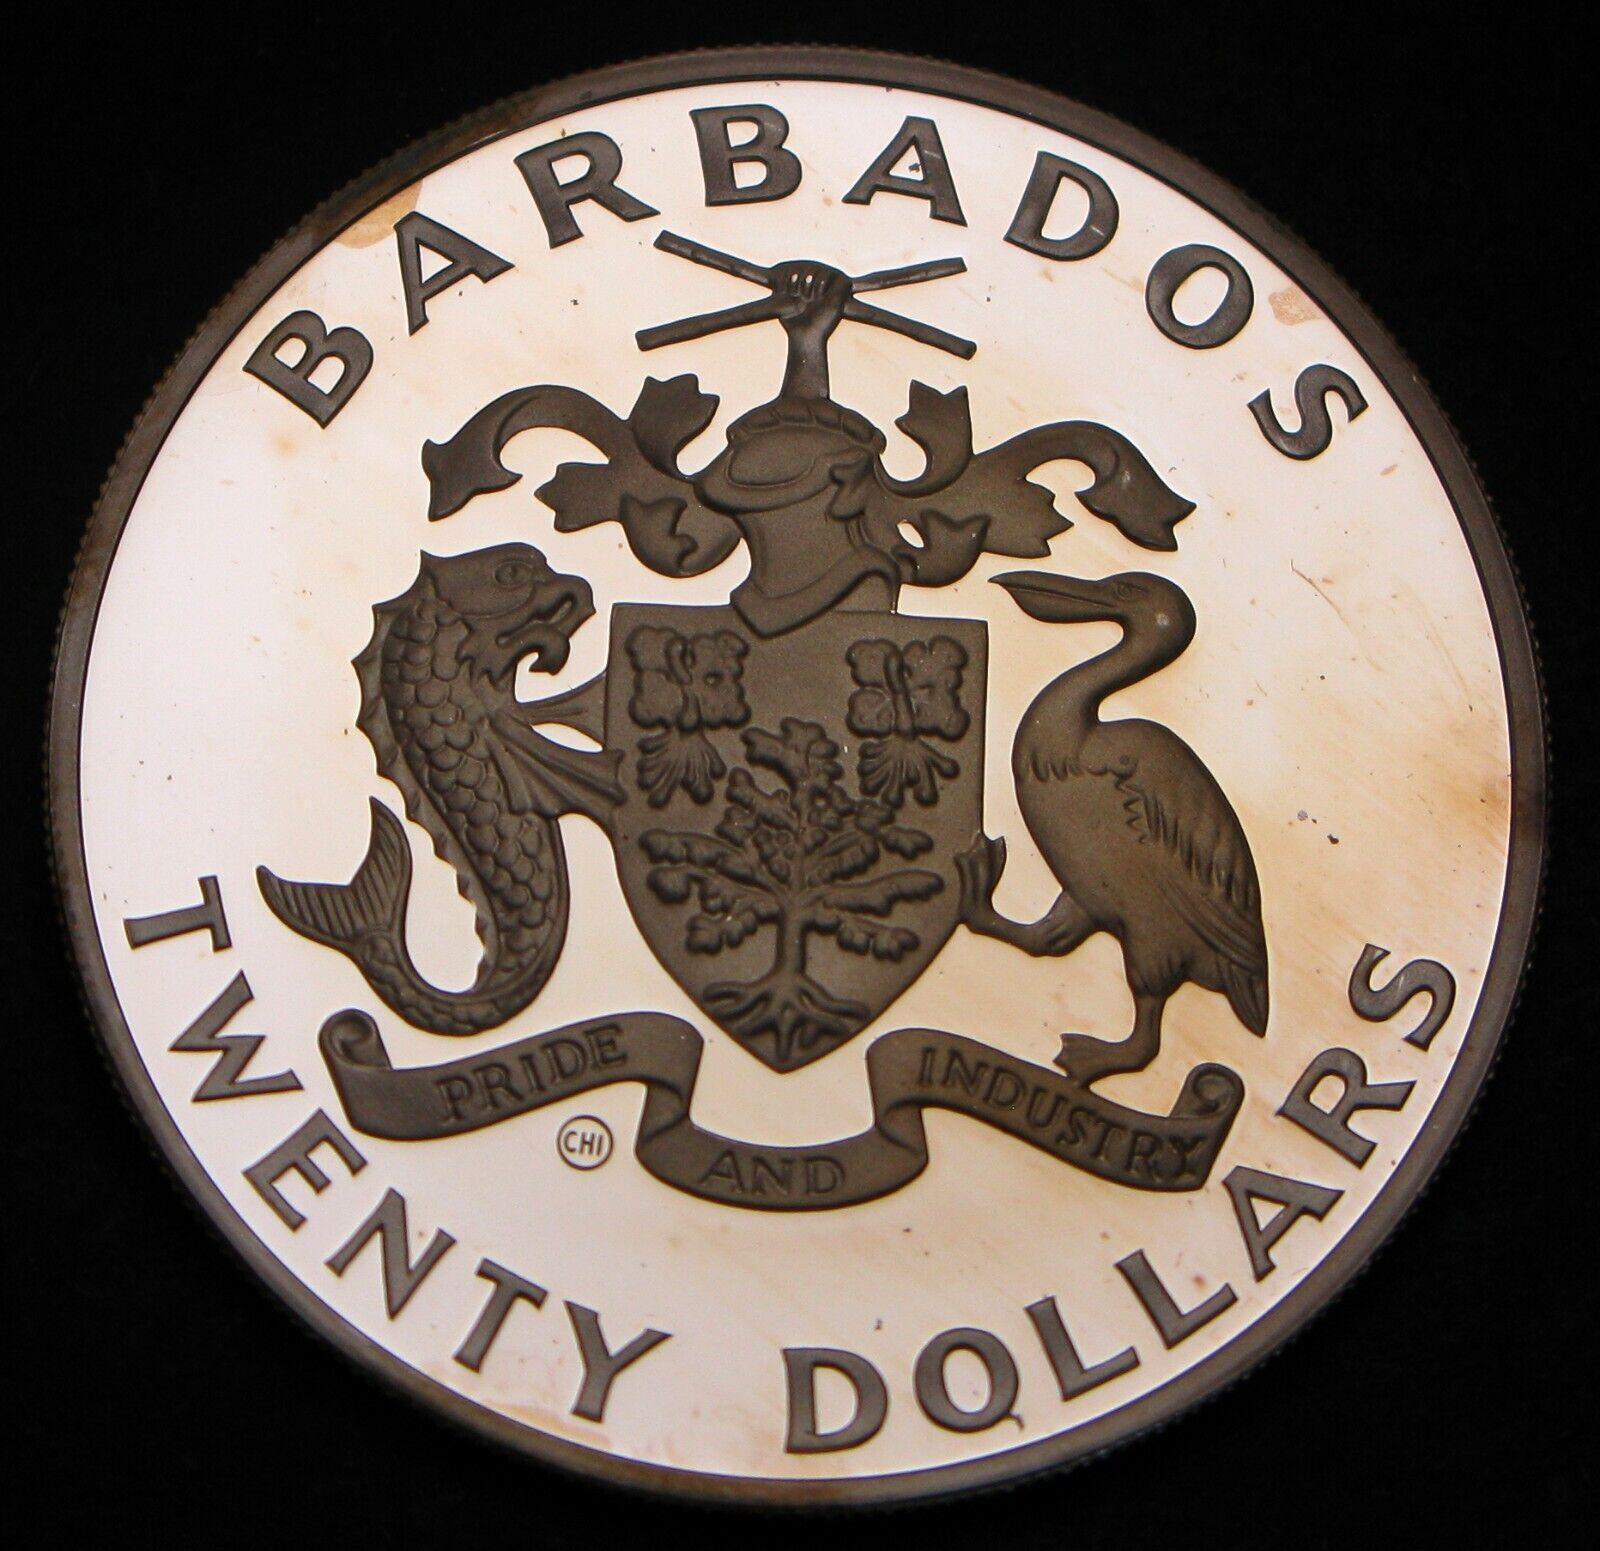 BARBADOS
PRIDE
AND
INDUSTRY
CHI
TWENTY DOLLARS